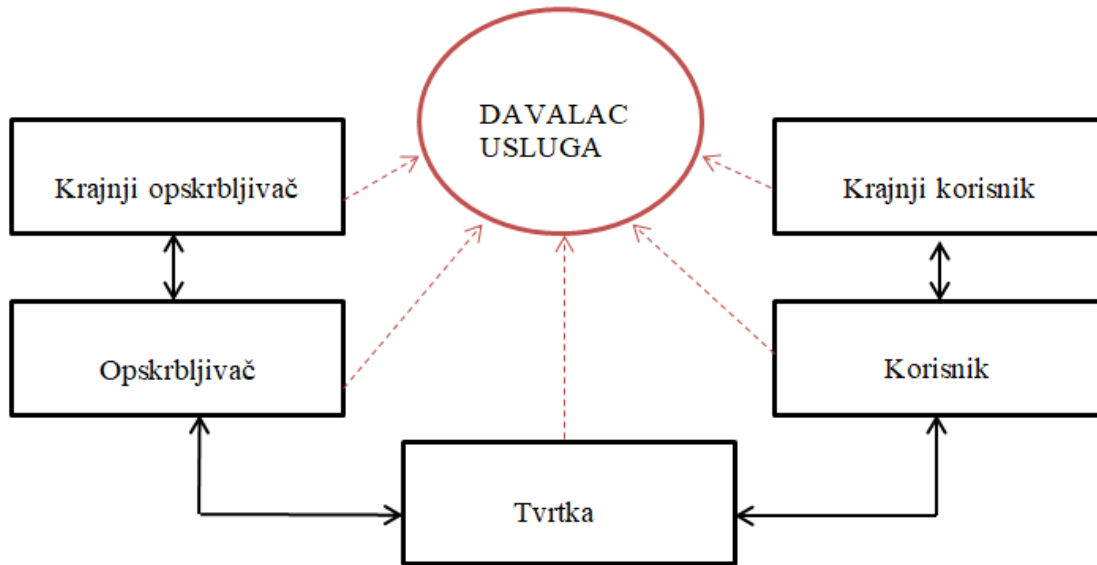 DAVALAC
USLUGA
Krajnji opskrbljivač
Krajnji korisnik
Opskrbljivač
Korisnik
Tvrtka